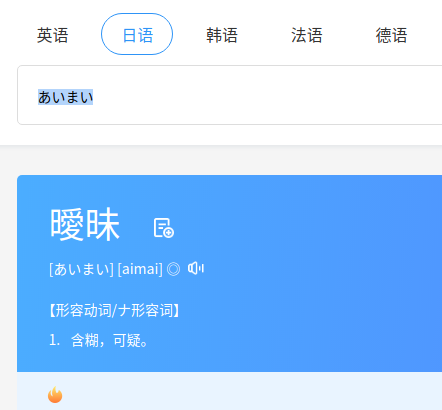 英语 日语 韩语 法语 德语
あいまい
曖昧
[あいまい] [aimai] ◎
【形容动词/ナ形容词】
1. 含糊，可疑。